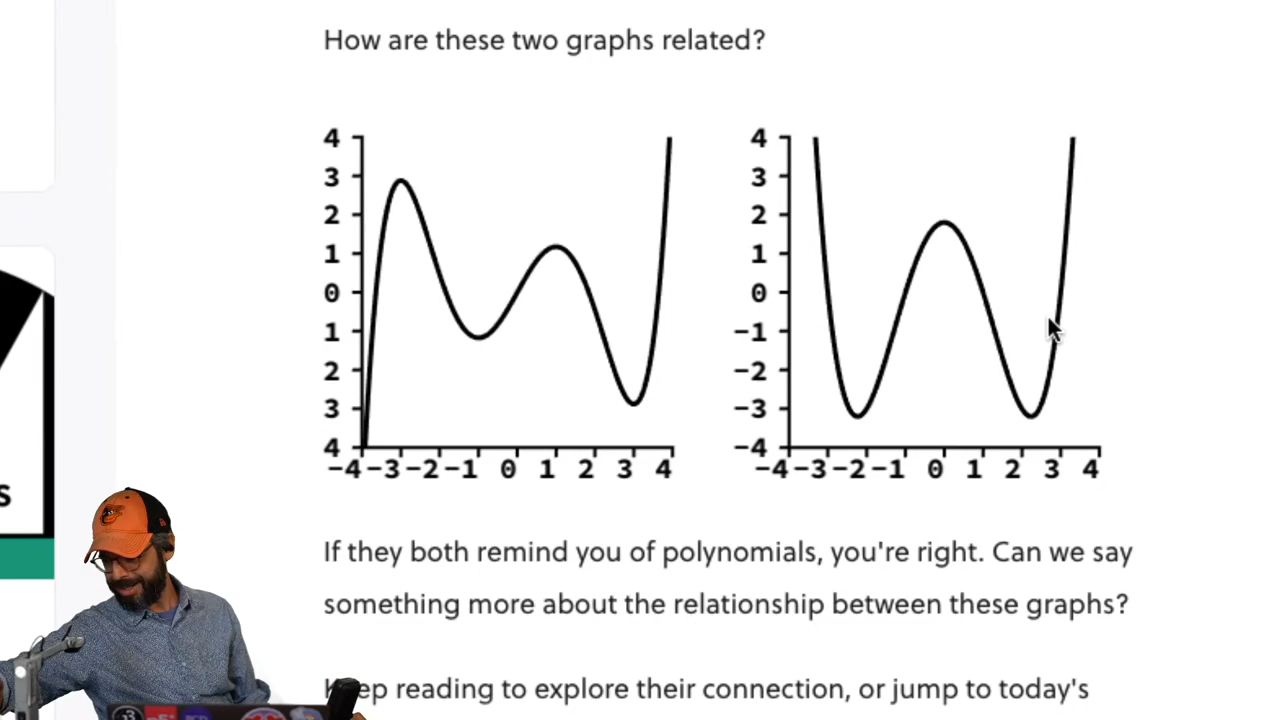 How are these two graphs related?
4
3
2
1
0
1
2
3
4
-4 -3 -2 -1 0 1 2 3 4
4
3
2
1
0
-1
-2
-3
-4
-4 -3 -2 -1 0 1 2 3 4
S
If they both remind you of polynomials, you're right. Can we say
something more about the relationship between these graphs?
ep reading to explore their connection, or jump to today's